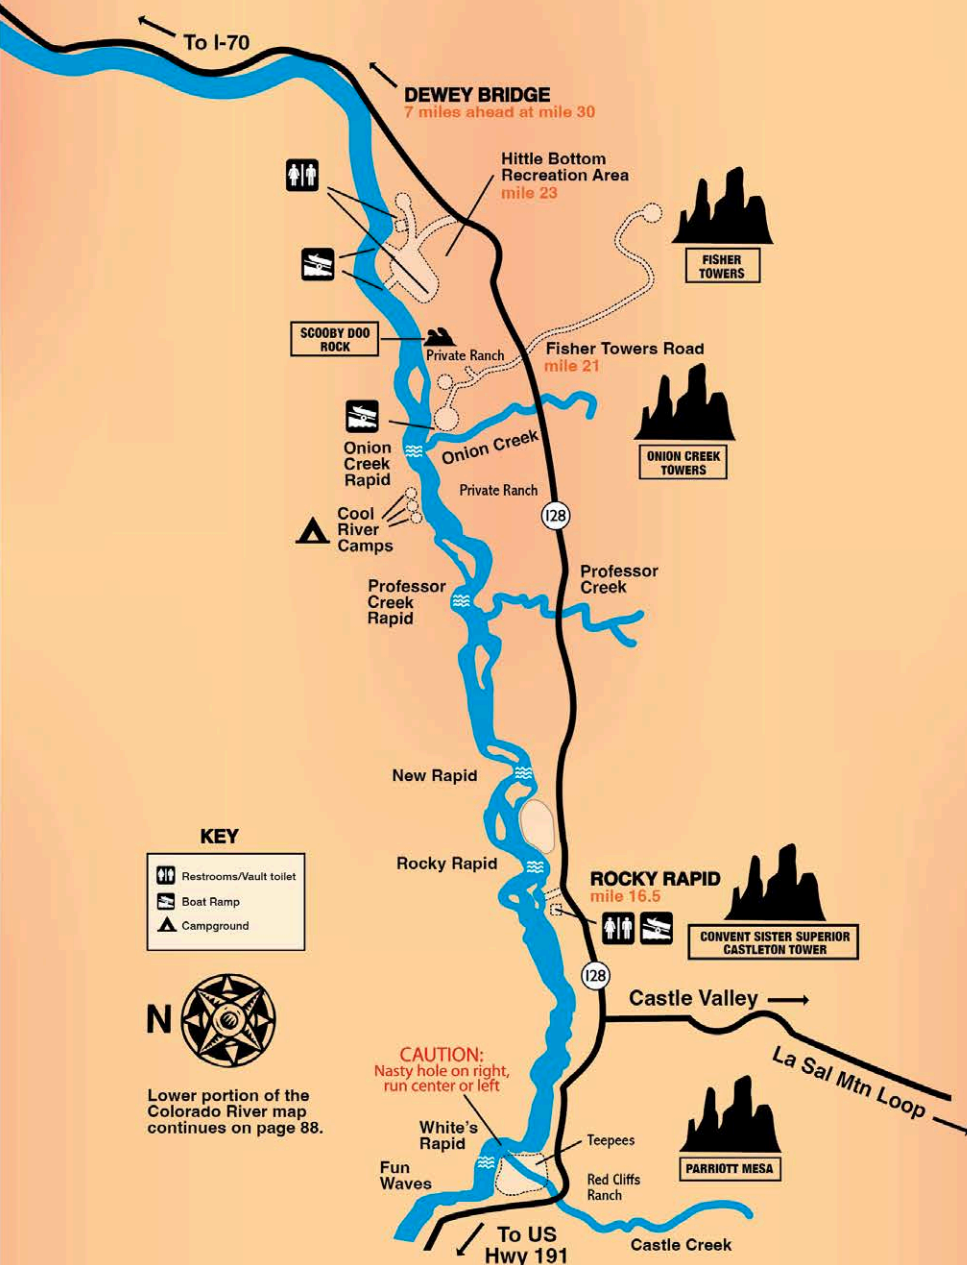 To I-70
DEWEY BRIDGE
7 miles ahead at mile 30
Hittle Bottom
Recreation Area
mile 23
FISHER
TOWERS
SCOOBY DOO
ROCK
Private Ranch
Fisher Towers Road
mile 21
Onion
Creek
Rapid
Onion Creek
ONION CREEK
TOWERS
Private Ranch
Cool
River
Camps
128
Professor
Creek
Rapid
Professor
Creek
New Rapid
KEY
Restrooms/Vault toilet
Boat Ramp
Campground
Rocky Rapid
ROCKY RAPID
mile 16.5
CONVENT SISTER SUPERIOR
CASTLETON TOWER
128
Castle Valley
La Sal Mtn Loop
N
Lower portion of the
Colorado River map
continues on page 88.
CAUTION:
Nasty hole on right,
run center or left
White's
Rapid
Fun
Waves
Teepees
Red Cliffs
Ranch
PARRIOTT MESA
To US
Hwy 191
Castle Creek